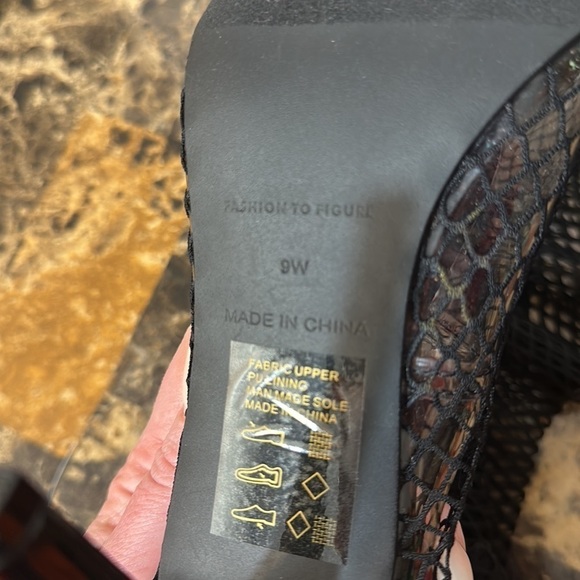 FASHION TO FIGURE
9W
MADE IN CHINA
FABRIC UPPER
PU LINING
MAN MADE SOLE
MADE IN CHINA